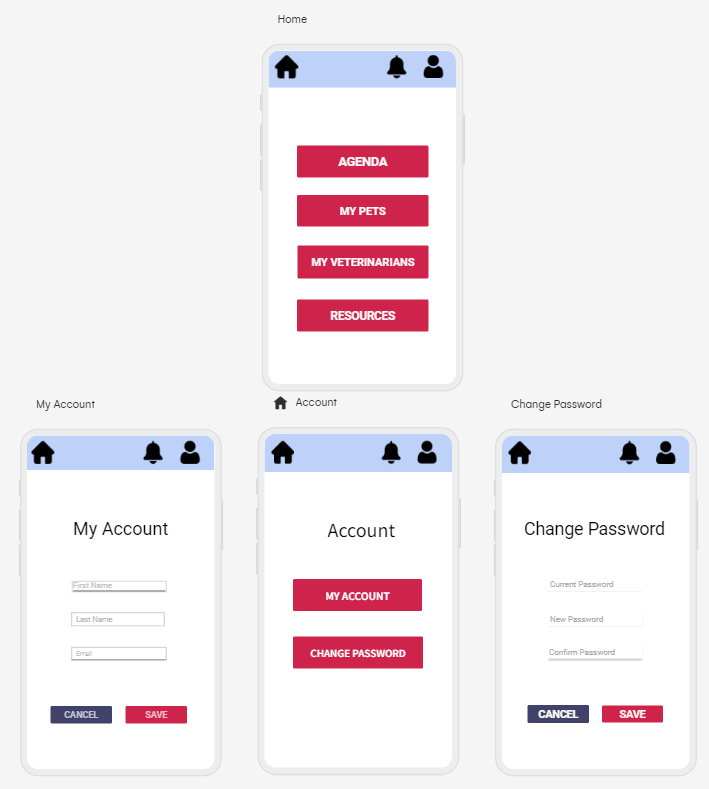 Home
AGENDA
MY PETS
MY VETERINARIANS
RESOURCES
My Account
Account
Change Password
My Account
First Name
Last Name
Email
CANCEL
SAVE
Account
MY ACCOUNT
CHANGE PASSWORD
Change Password
Current Password
New Password
Confirm Password
CANCEL
SAVE